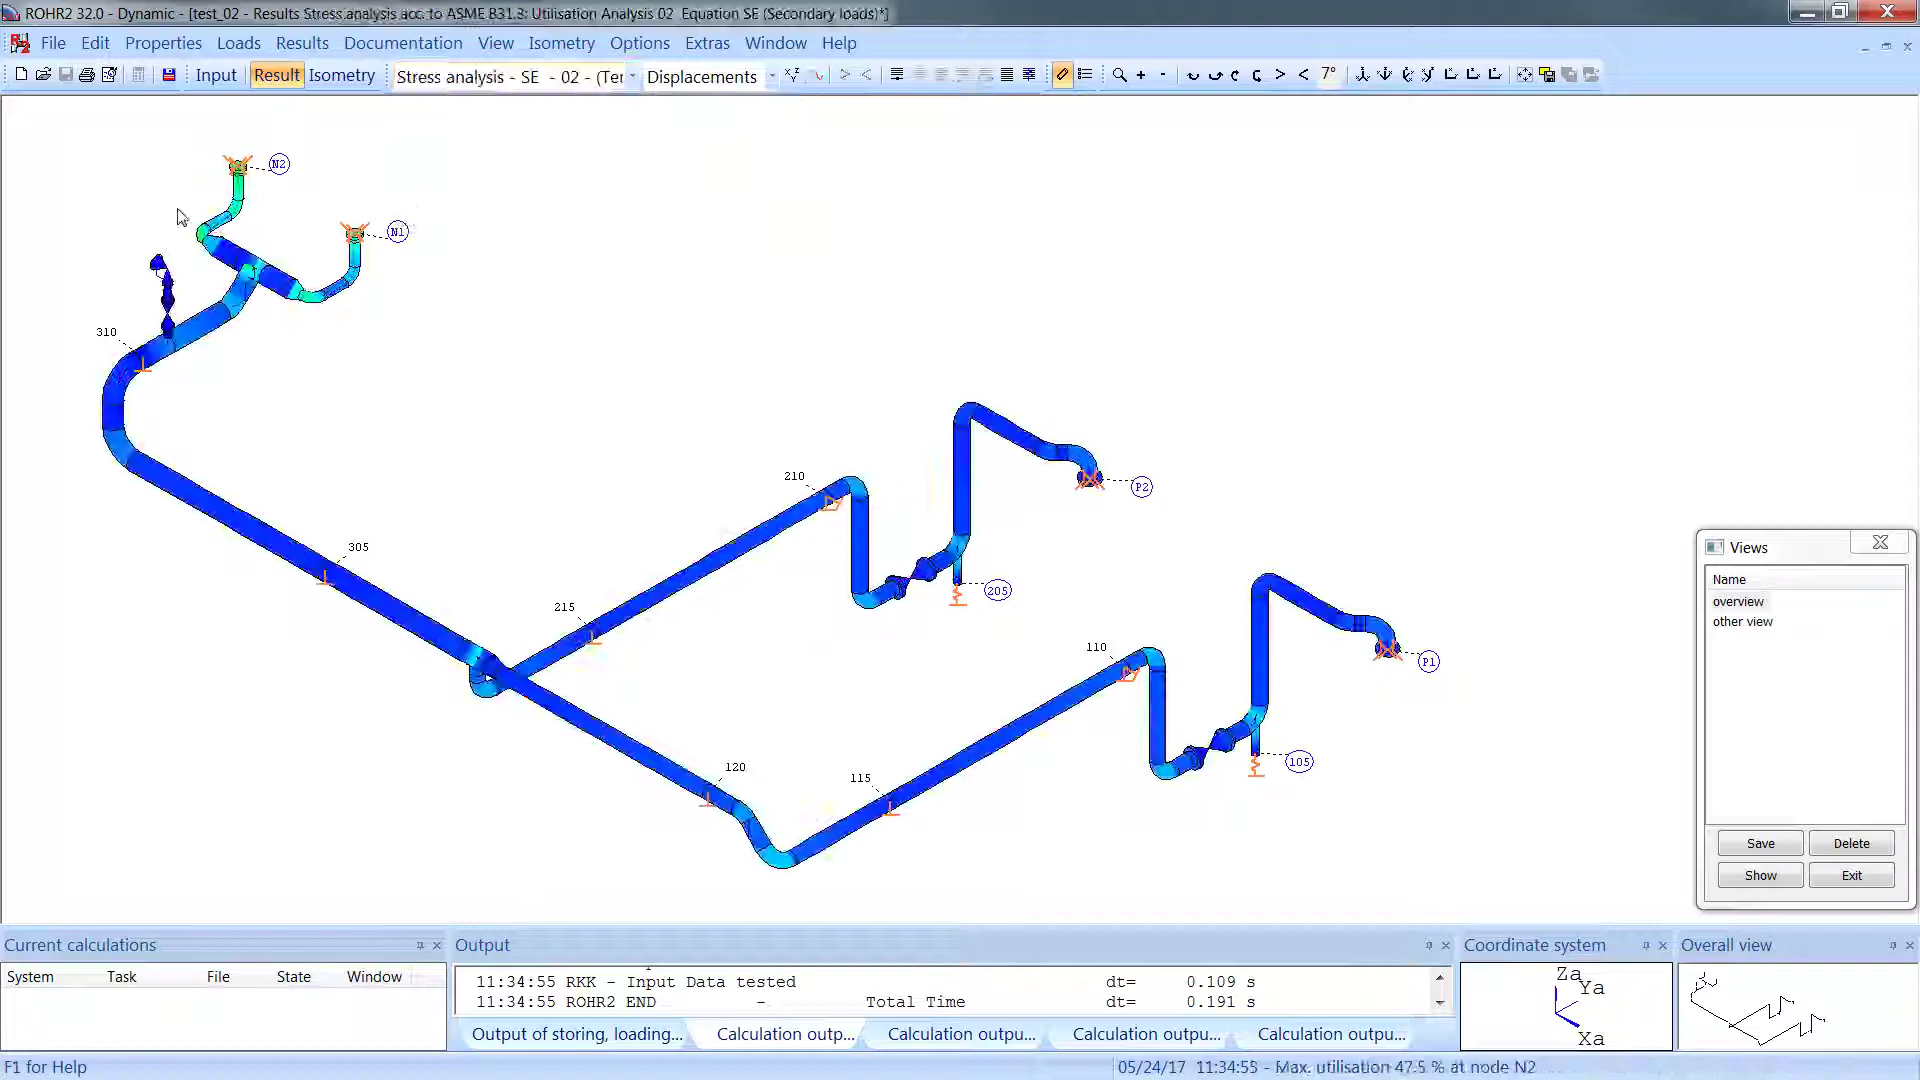 ROHR2 32.0 - Dynamic - [test_02 - Results Stress analysis acc. to ASME B31.3: Utilisation Analysis 02  Equation SE (Secondary loads)*]
File Edit Properties Loads Results Documentation View Isometry Options Extras Window Help
Input Result Isometry Stress analysis - SE - 02 - (Ter Displacements 7°
N2
N1
310
210
P2
305
205
215
110
P1
120
115
105
Views
Name
overview
other view
Save Delete
Show Exit
Current calculations
System Task File State Window
Output
11:34:55 RKK - Input Data tested dt= 0.109 s
11:34:55 ROHR2 END - Total Time dt= 0.191 s
Output of storing, loading... Calculation outp... Calculation outpu... Calculation outpu... Calculation outpu...
Coordinate system
Za
Ya
Xa
Overall view
F1 for Help
05/24/17 11:34:53 - Max. utilisation 47.5 % at node N2